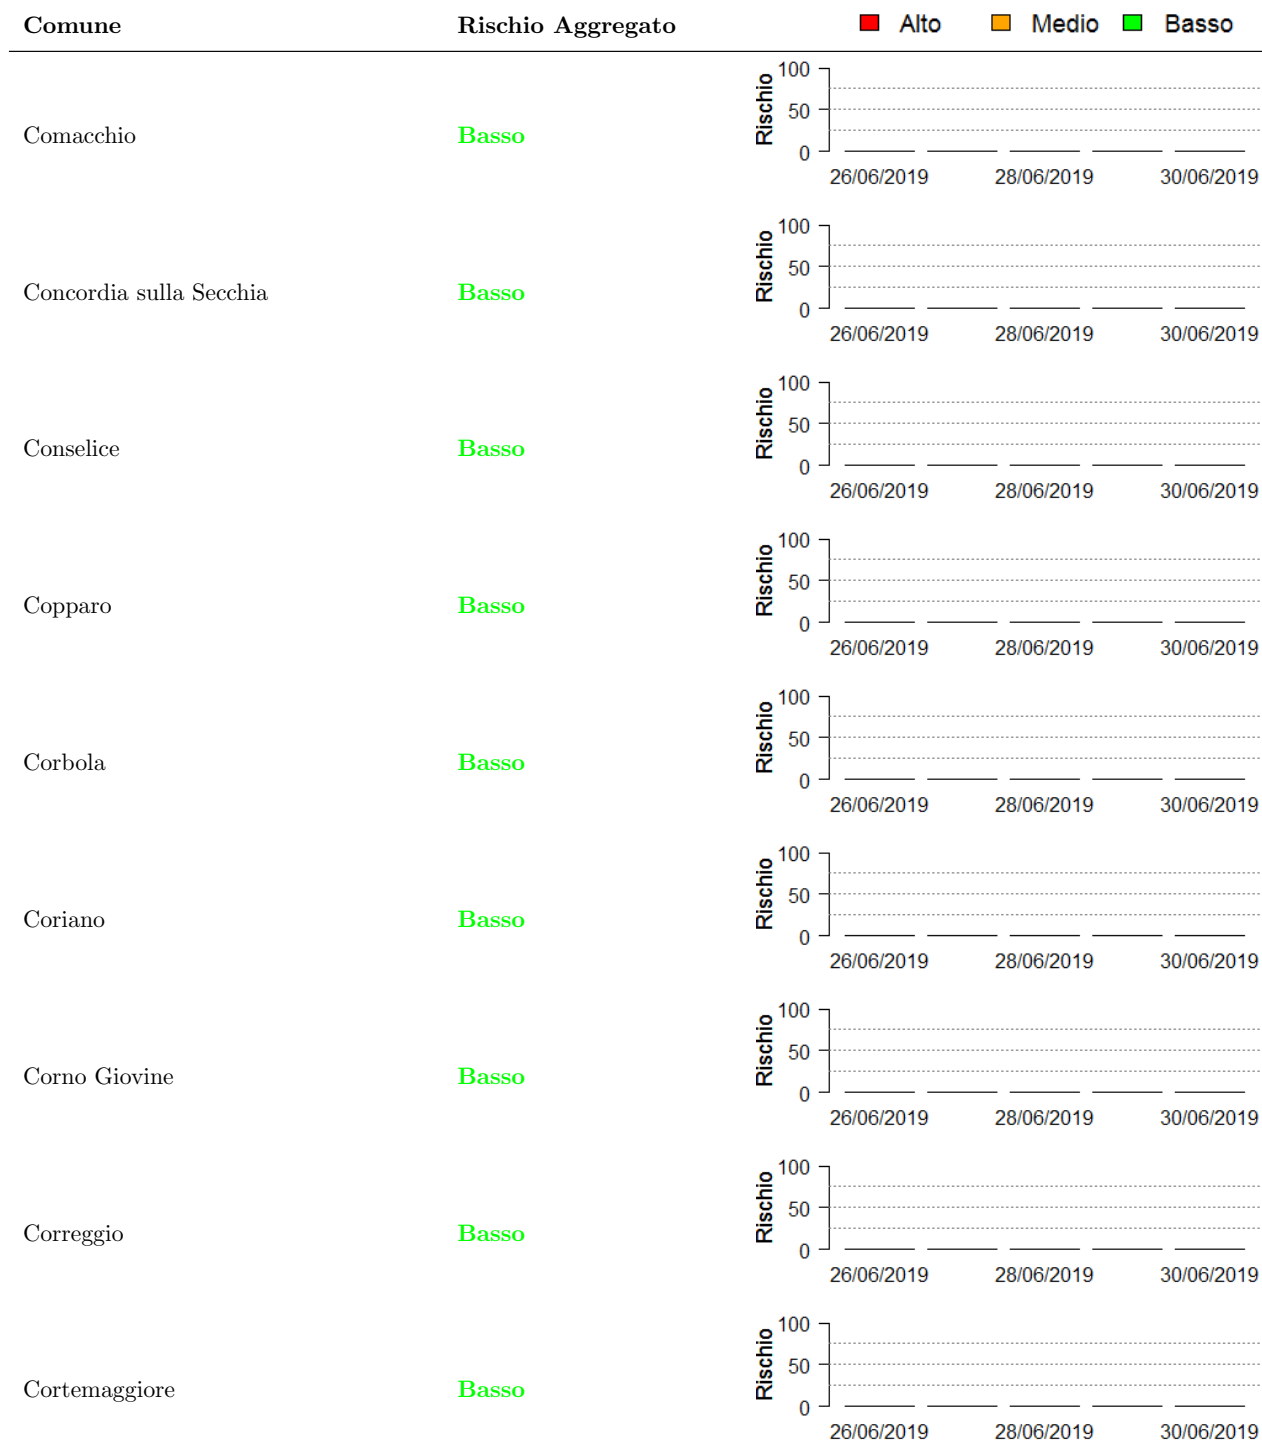 Comune Rischio Aggregato Alto Medio Basso
Comacchio Basso Rischio 100 50 0
26/06/2019 28/06/2019 30/06/2019
Concordia sulla Secchia Basso Rischio 100 50 0
26/06/2019 28/06/2019 30/06/2019
Conselice Basso Rischio 100 50 0
26/06/2019 28/06/2019 30/06/2019
Copparo Basso Rischio 100 50 0
26/06/2019 28/06/2019 30/06/2019
Corbola Basso Rischio 100 50 0
26/06/2019 28/06/2019 30/06/2019
Coriano Basso Rischio 100 50 0
26/06/2019 28/06/2019 30/06/2019
Corno Giovine Basso Rischio 100 50 0
26/06/2019 28/06/2019 30/06/2019
Correggio Basso Rischio 100 50 0
26/06/2019 28/06/2019 30/06/2019
Cortemaggiore Basso Rischio 100 50 0
26/06/2019 28/06/2019 30/06/2019